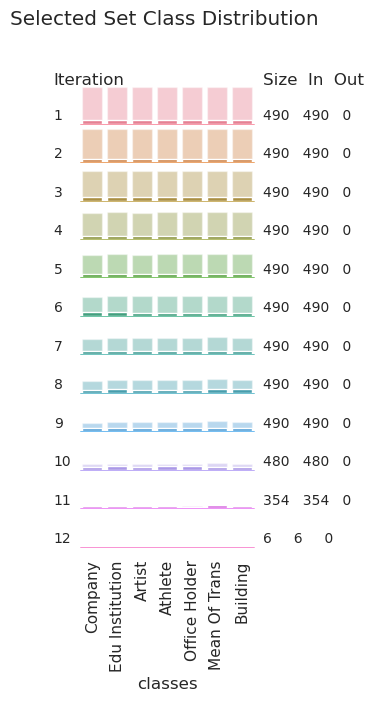 Selected Set Class Distribution
Iteration Size In Out
1 490 490 0
2 490 490 0
3 490 490 0
4 490 490 0
5 490 490 0
6 490 490 0
7 490 490 0
8 490 490 0
9 490 490 0
10 480 480 0
11 354 354 0
12 6 6 0
Company
Edu Institution
Artist
Athlete
Office Holder
Mean Of Trans
Building
classes